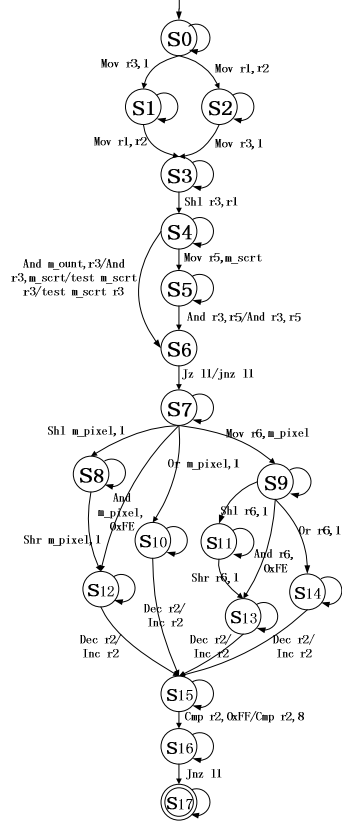 S0
Mov r3,1
Mov r1,r2
S1
S2
Mov r1,r2
Mov r3,1
S3
Shl r3,r1
S4
And m_ount,r3/And
r3,m_scrt/test m_scrt
r3/test m_scrt r3
Mov r5,m_scrt
S5
And r3,r5/And r3,r5
S6
Jz ll/jnz ll
S7
Shl m_pixel,1
Or m_pixel,1
Mov r6,m_pixel
S8
S9
And
m_pixel,
0xFE
Shl r6,1
Shr m_pixel,1
S10
S11
And r6,
0xFE
Or r6,1
Shr r6,1
S12
S13
S14
Dec r2/
Inc r2
Dec r2/
Inc r2
Dec r2/
Inc r2
Dec r2/
Inc r2
S15
Cmp r2,0xFF/Cmp r2,8
S16
Jnz ll
S17